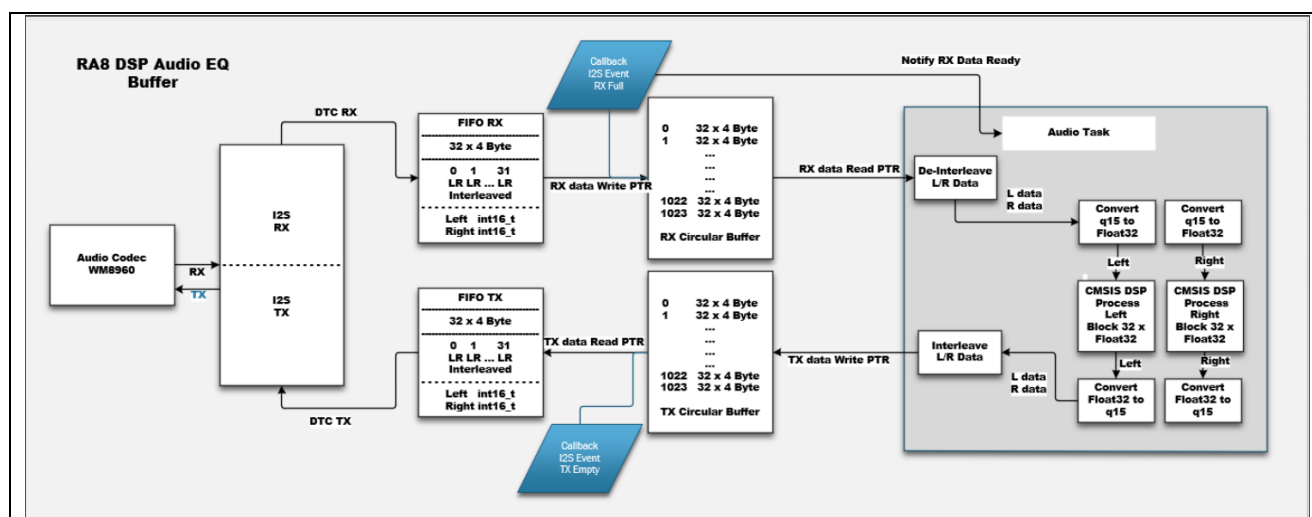 RA8 DSP Audio EQ
Buffer
Callback
I2S Event
RX Full
Notify RX Data Ready
DTC RX
FIFO RX
32 x 4 Byte
0 1 31
LR LR ... LR
Interleaved
Left int16_t
Right int16_t
RX data Write PTR
0 32 x 4 Byte
1 32 x 4 Byte
...
...
...
...
1022 32 x 4 Byte
1023 32 x 4 Byte
RX Circular Buffer
RX data Read PTR
Audio Task
De-Interleave
L/R Data
L data
R data
Convert
q15 to
Float32
Convert
q15 to
Float32
Left
Right
CMSIS DSP
Process
Left
Block 32 x
Float32
CMSIS DSP
Process
Right
Block 32 x
Float32
Left
Right
Convert
Float32 to
q15
Convert
Float32 to
q15
L data
R data
Interleave
L/R Data
TX data Write PTR
0 32 x 4 Byte
1 32 x 4 Byte
...
...
...
...
1022 32 x 4 Byte
1023 32 x 4 Byte
TX Circular Buffer
TX data Read PTR
Callback
I2S Event
TX Empty
FIFO TX
32 x 4 Byte
0 1 31
LR LR ... LR
Interleaved
Left int16_t
Right int16_t
DTC TX
I2S
RX
I2S
TX
RX
TX
Audio Codec
WM8960